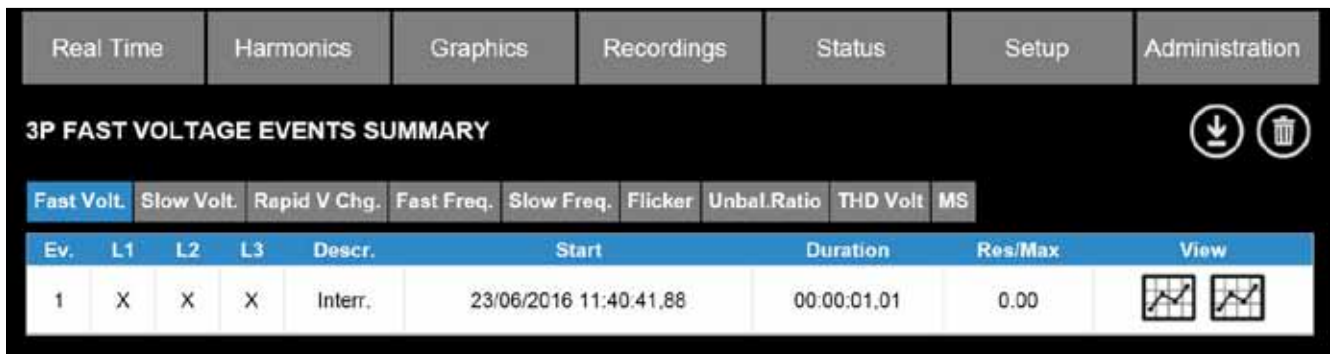 Real Time Harmonics Graphics Recordings Status Setup Administration
3P FAST VOLTAGE EVENTS SUMMARY
Fast Volt. Slow Volt. Rapid V Chg. Fast Freq. Slow Freq. Flicker Unbal.Ratio THD Volt MS
Ev. L1 L2 L3 Descr. Start Duration Res/Max View
1 X X X Interr. 23/06/2016 11:40:41,88 00:00:01,01 0.00